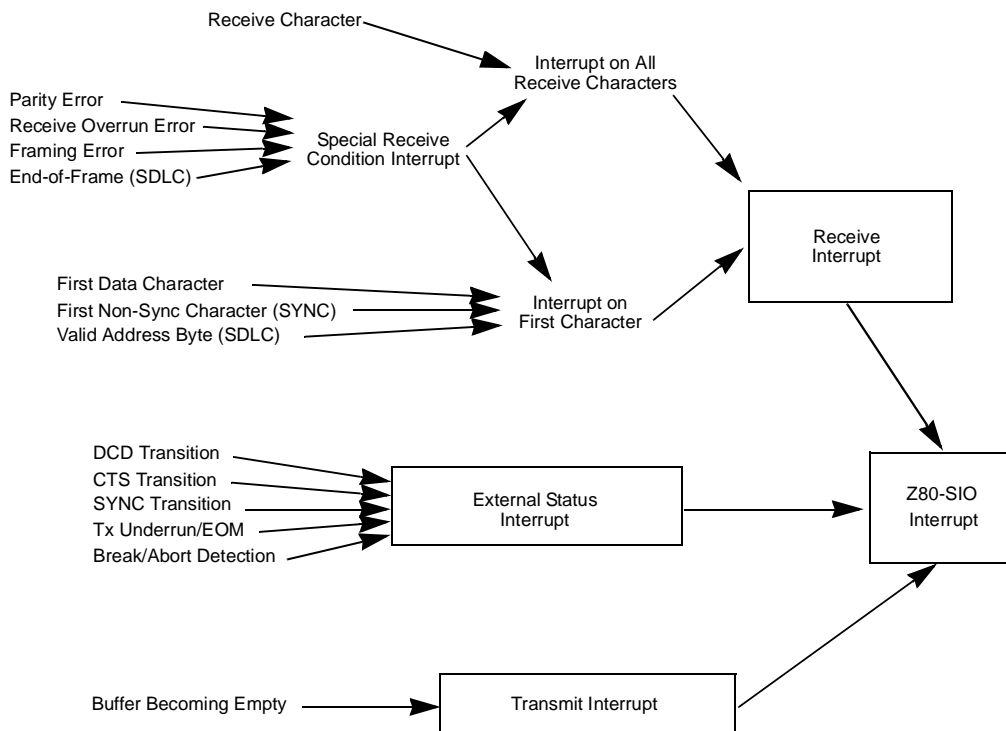 Receive Character
Interrupt on All
Receive Characters
Parity Error
Receive Overrun Error
Framing Error
End-of-Frame (SDLC)
Special Receive
Condition Interrupt
Receive
Interrupt
First Data Character
First Non-Sync Character (SYNC)
Valid Address Byte (SDLC)
Interrupt on
First Character
DCD Transition
CTS Transition
SYNC Transition
Tx Underrun/EOM
Break/Abort Detection
External Status
Interrupt
Z80-SIO
Interrupt
Buffer Becoming Empty
Transmit Interrupt